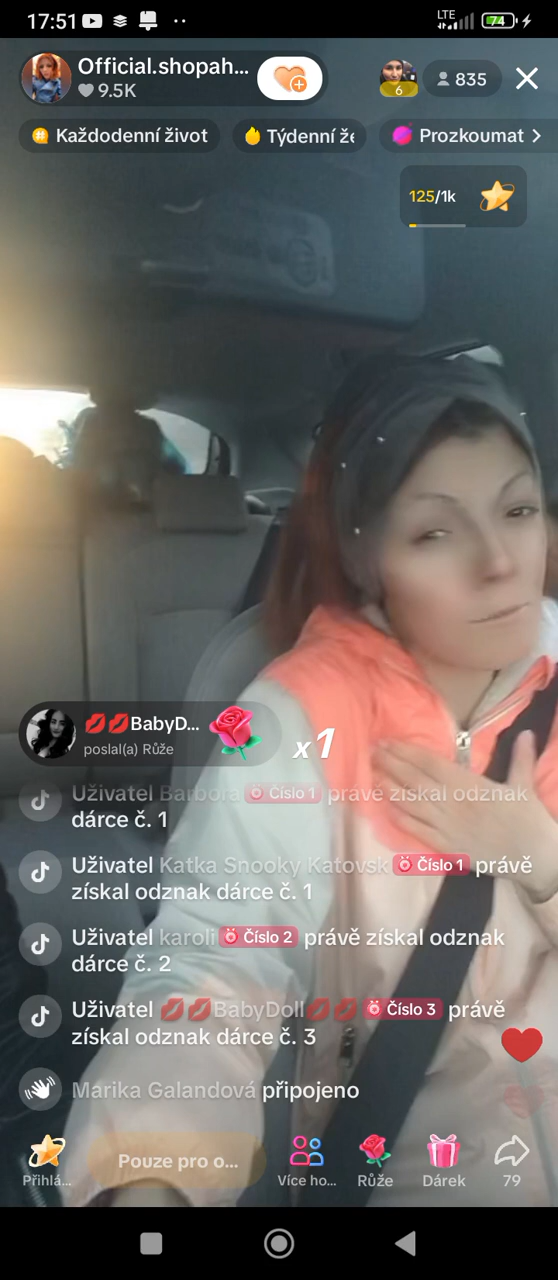 17:51
LTE
74
Official.shopah...
9.5K
6
835
Každodenní život
Týdenní že
Prozkoumat
125/1k
BabyD...
poslal(a) Růže
x1
Uživatel Barbora Číslo 1 právě získal odznak
dárce č. 1
Uživatel Katka Snooky Katovsk Číslo 1 právě
získal odznak dárce č. 1
Uživatel karoli Číslo 2 právě získal odznak
dárce č. 2
Uživatel BabyDoll Číslo 3 právě
získal odznak dárce č. 3
Marika Galandová připojeno
Přihlá...
Pouze pro o...
Více ho...
Růže
Dárek
79